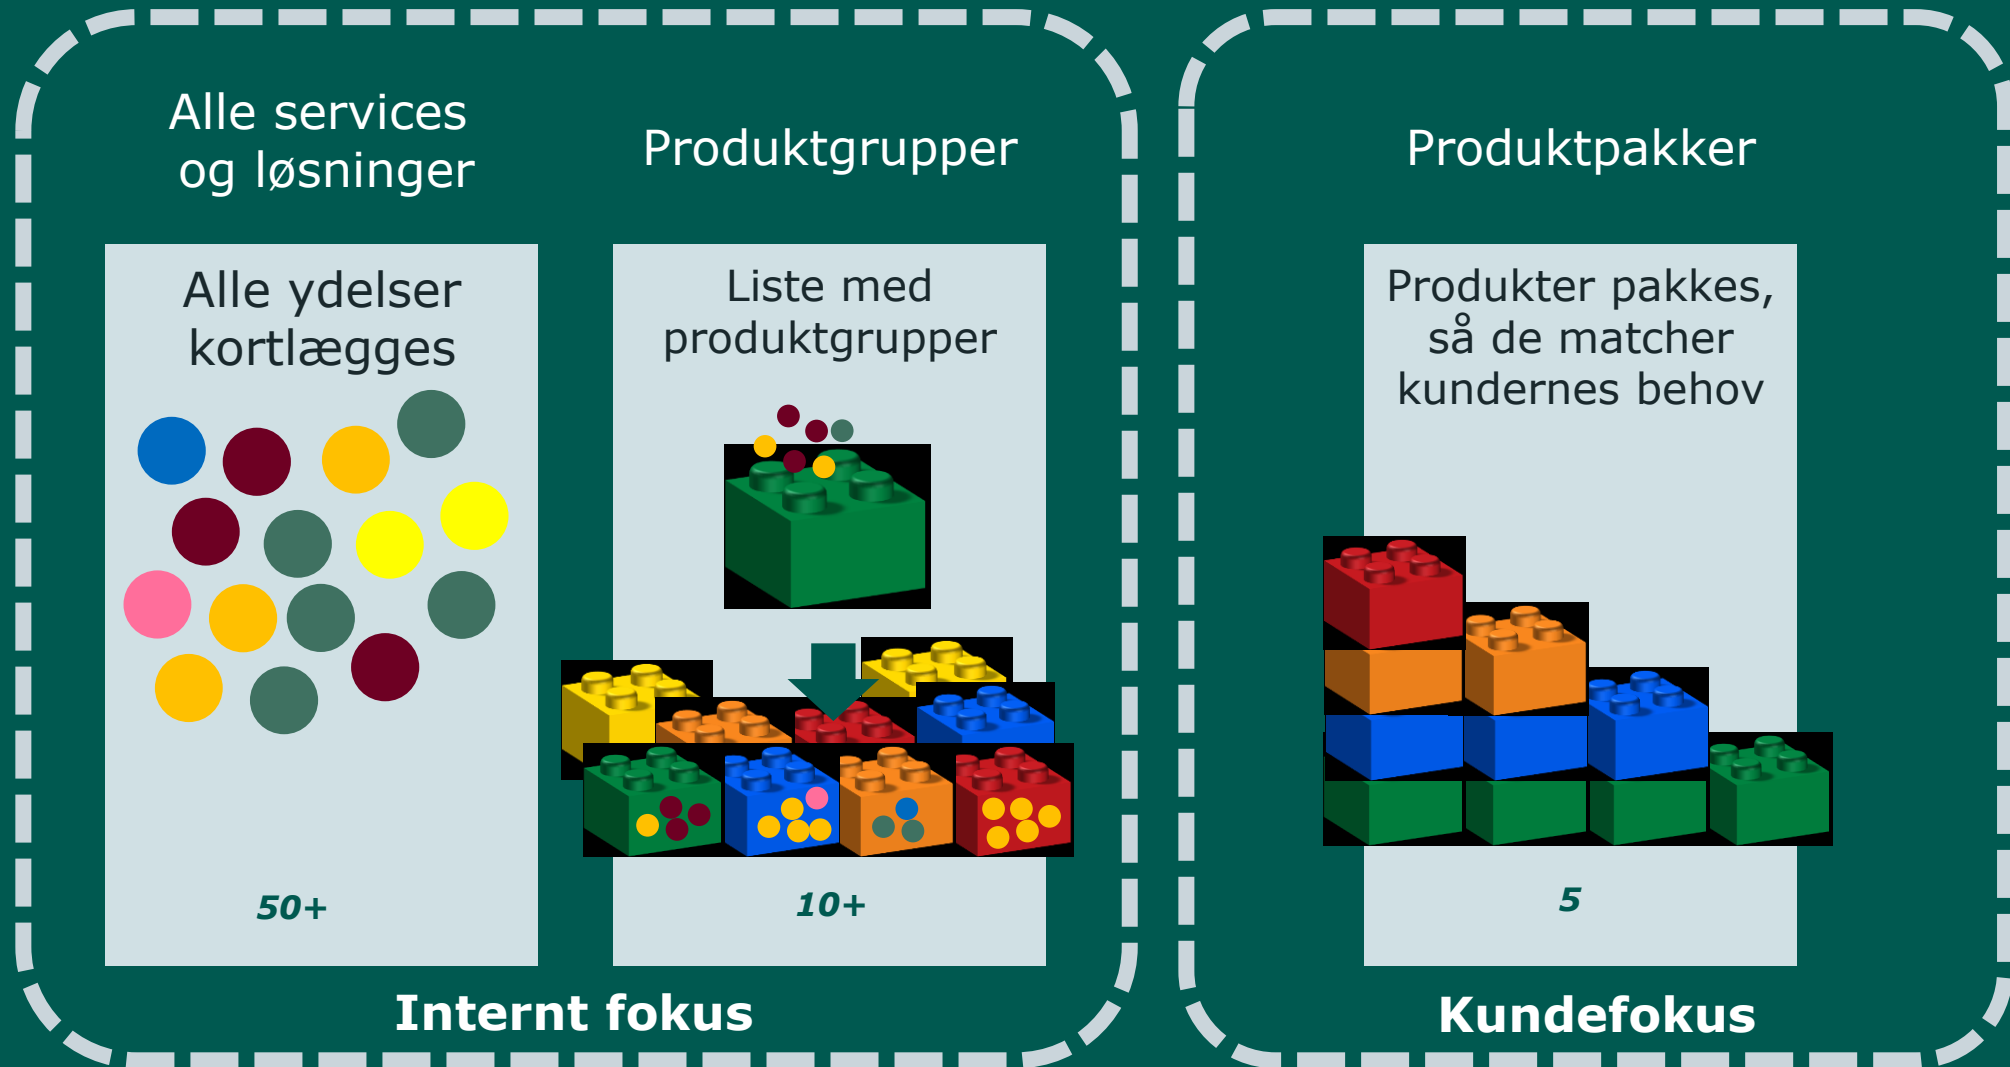 Alle services
og løsninger
Alle ydelser
kortlægges
50+
Produktgrupper
Liste med
produktgrupper
10+
Internt fokus
Produktpakker
Produkter pakkes,
så de matcher
kundernes behov
5
Kundefokus